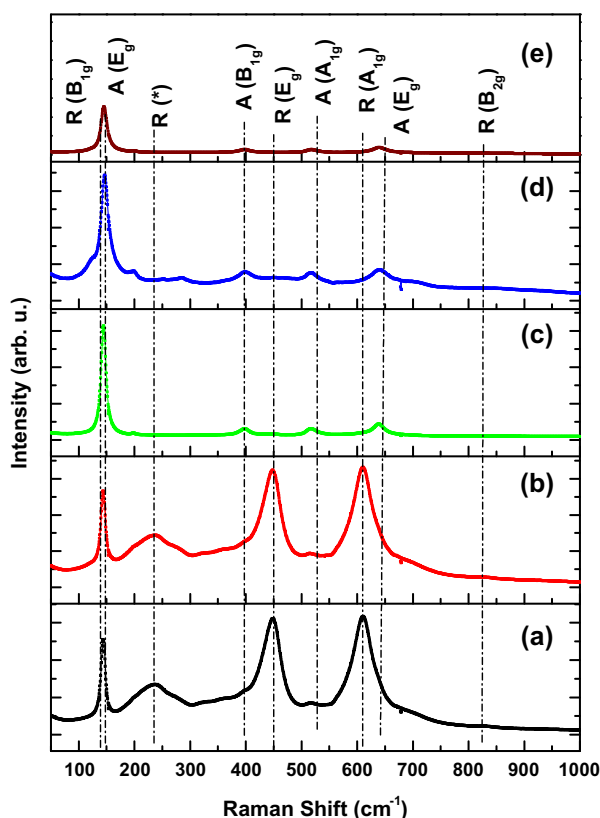 R (B1g)
A (Eg)
R (*)
A (B1g)
R (Eg)
A (A1g)
R (A1g)
A (Eg)
R (B2g)
(e)
(d)
(c)
(b)
(a)
Intensity (arb. u.)
100 200 300 400 500 600 700 800 900 1000
Raman Shift (cm-1)